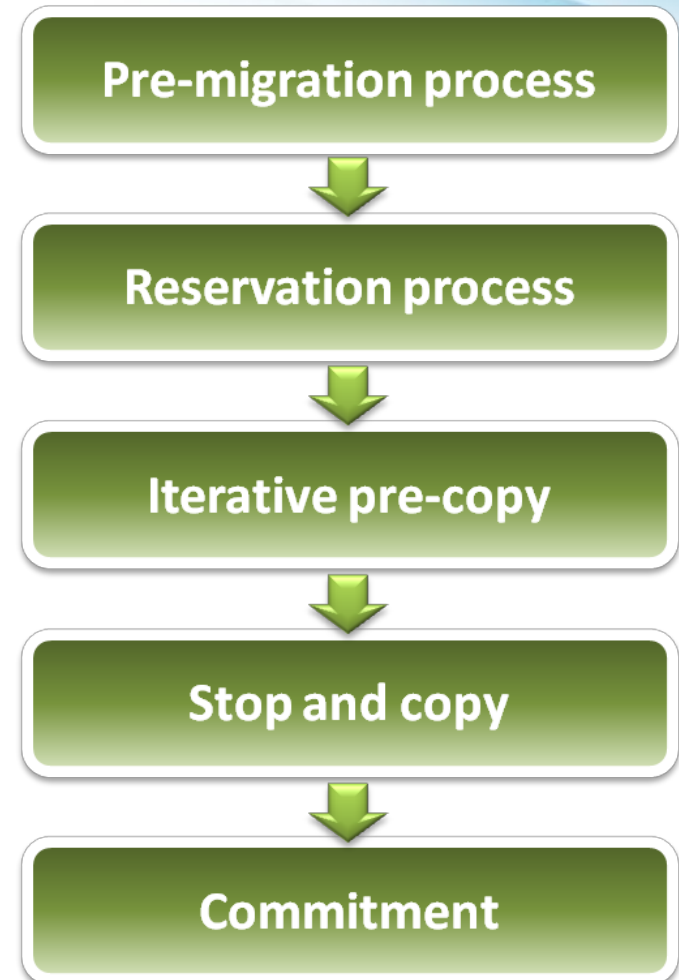 Pre-migration process
Reservation process
Iterative pre-copy
Stop and copy
Commitment